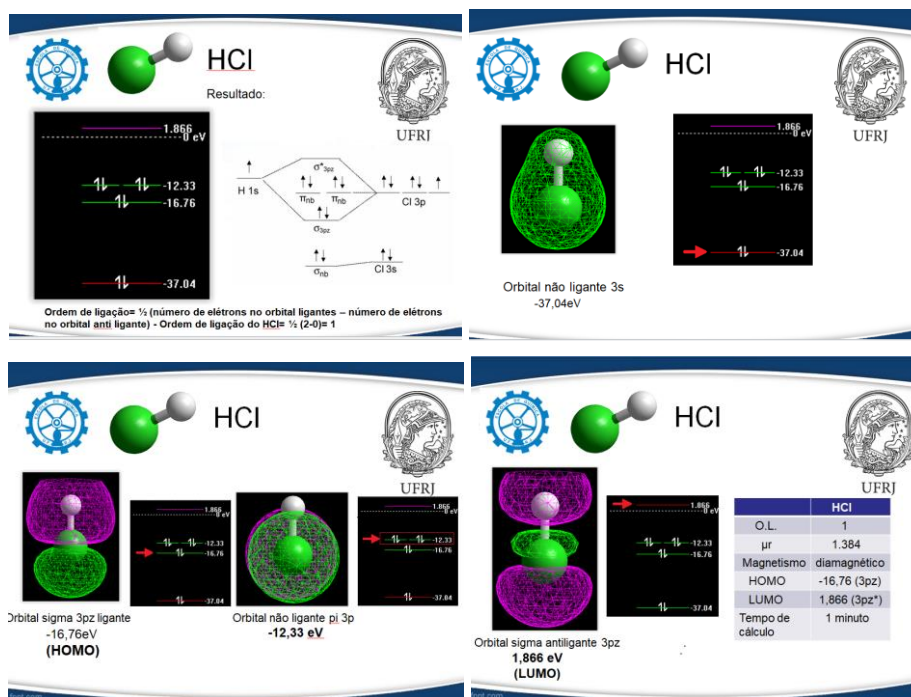 HCl
Resultado:
UFRJ
1.866
0 eV
-12.33
-16.76
-37.04
H 1s
σ*3pz
πnb πnb
Cl 3p
σ3pz
σnb
Cl 3s
Ordem de ligação= ½ (número de elétrons no orbital ligantes – número de elétrons
no orbital anti ligante) - Ordem de ligação do HCl= ½ (2-0)= 1
HCl
UFRJ
1.866
0 eV
-12.33
-16.76
-37.04
Orbital não ligante 3s
-37,04eV
HCl
UFRJ
1.866
0 eV
-12.33
-16.76
-37.04
1.866
0 eV
-12.33
-16.76
-37.04
Orbital sigma 3pz ligante
-16,76eV
(HOMO)
Orbital não ligante pi 3p
-12,33 eV
HCl
UFRJ
1.866
0 eV
-12.33
-16.76
-37.04
HCl
O.L. 1
µr 1.384
Magnetismo diamagnético
HOMO -16,76 (3pz)
LUMO 1,866 (3pz*)
Tempo de cálculo 1 minuto
Orbital sigma antiligante 3pz
1,866 eV
(LUMO)